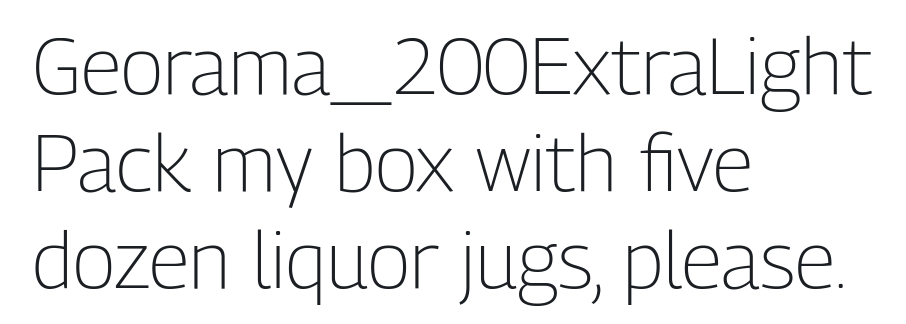 Georama_200ExtraLight
Pack my box with five
dozen liquor jugs, please.